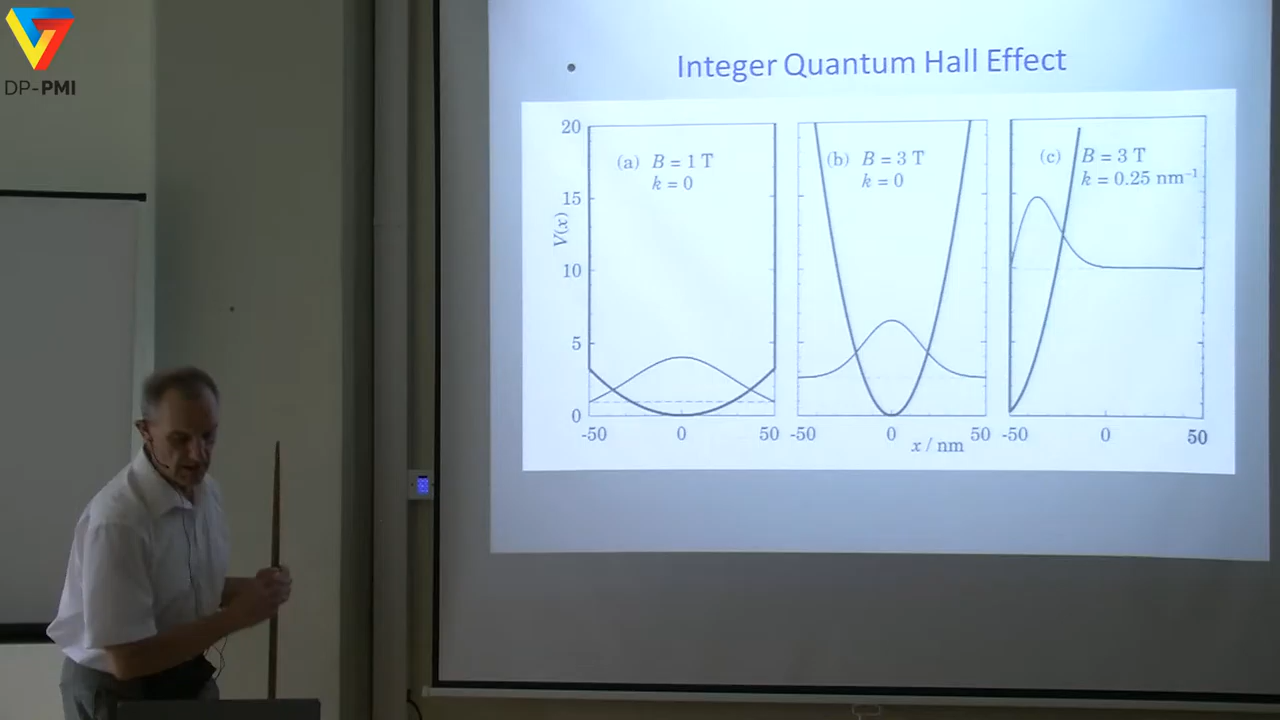 DP-PMI
• Integer Quantum Hall Effect
20
15
10
5
0
V(x)
(a) B = 1 T
k = 0
-50 0 50
(b) B = 3 T
k = 0
-50 0 50
x / nm
(c) B = 3 T
k = 0.25 nm⁻¹
-50 0 50